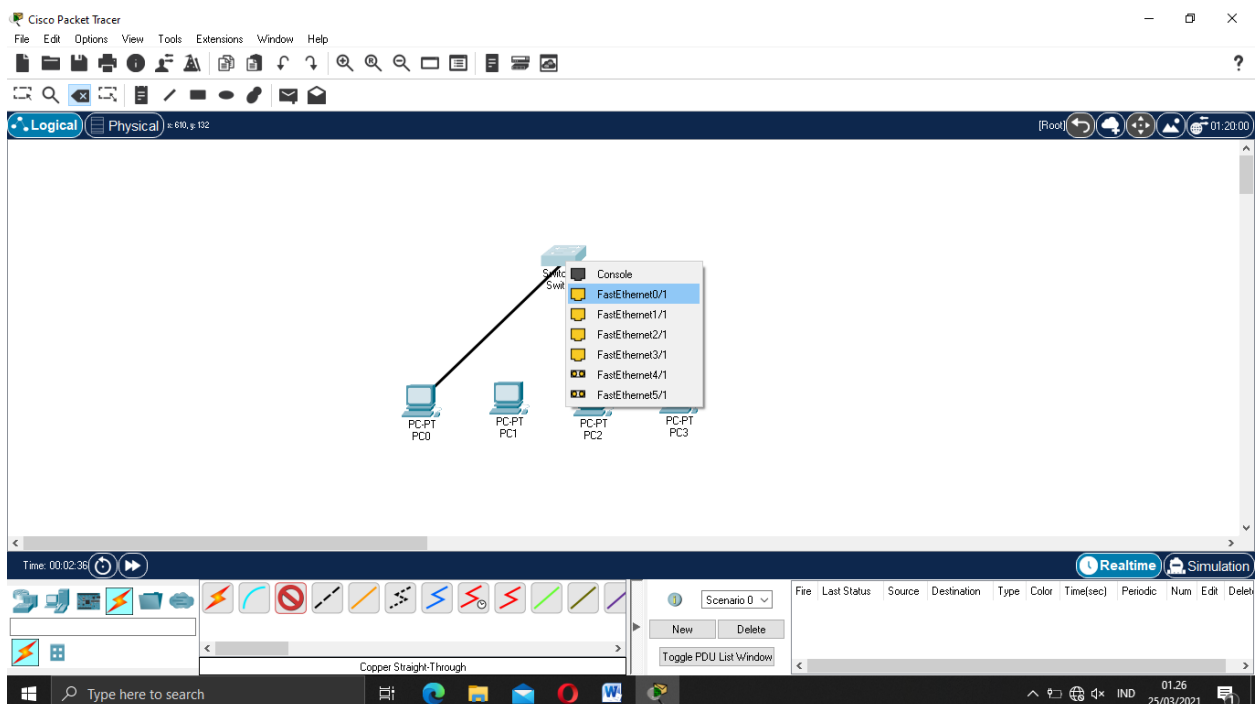 Cisco Packet Tracer
File Edit Options View Tools Extensions Window Help
?
Logical Physical x: 610, y: 132 [Root] 01:20:00
Console
FastEthernet0/1
FastEthernet1/1
FastEthernet2/1
FastEthernet3/1
FastEthernet4/1
FastEthernet5/1
Switc
Swit
PC-PT
PC0
PC-PT
PC1
PC-PT
PC2
PC-PT
PC3
Time: 00:02:36 Realtime Simulation
Scenario 0
New Delete
Toggle PDU List Window
Fire Last Status Source Destination Type Color Time(sec) Periodic Num Edit Delet
Copper Straight-Through
Type here to search
IND
01.26
25/03/2021